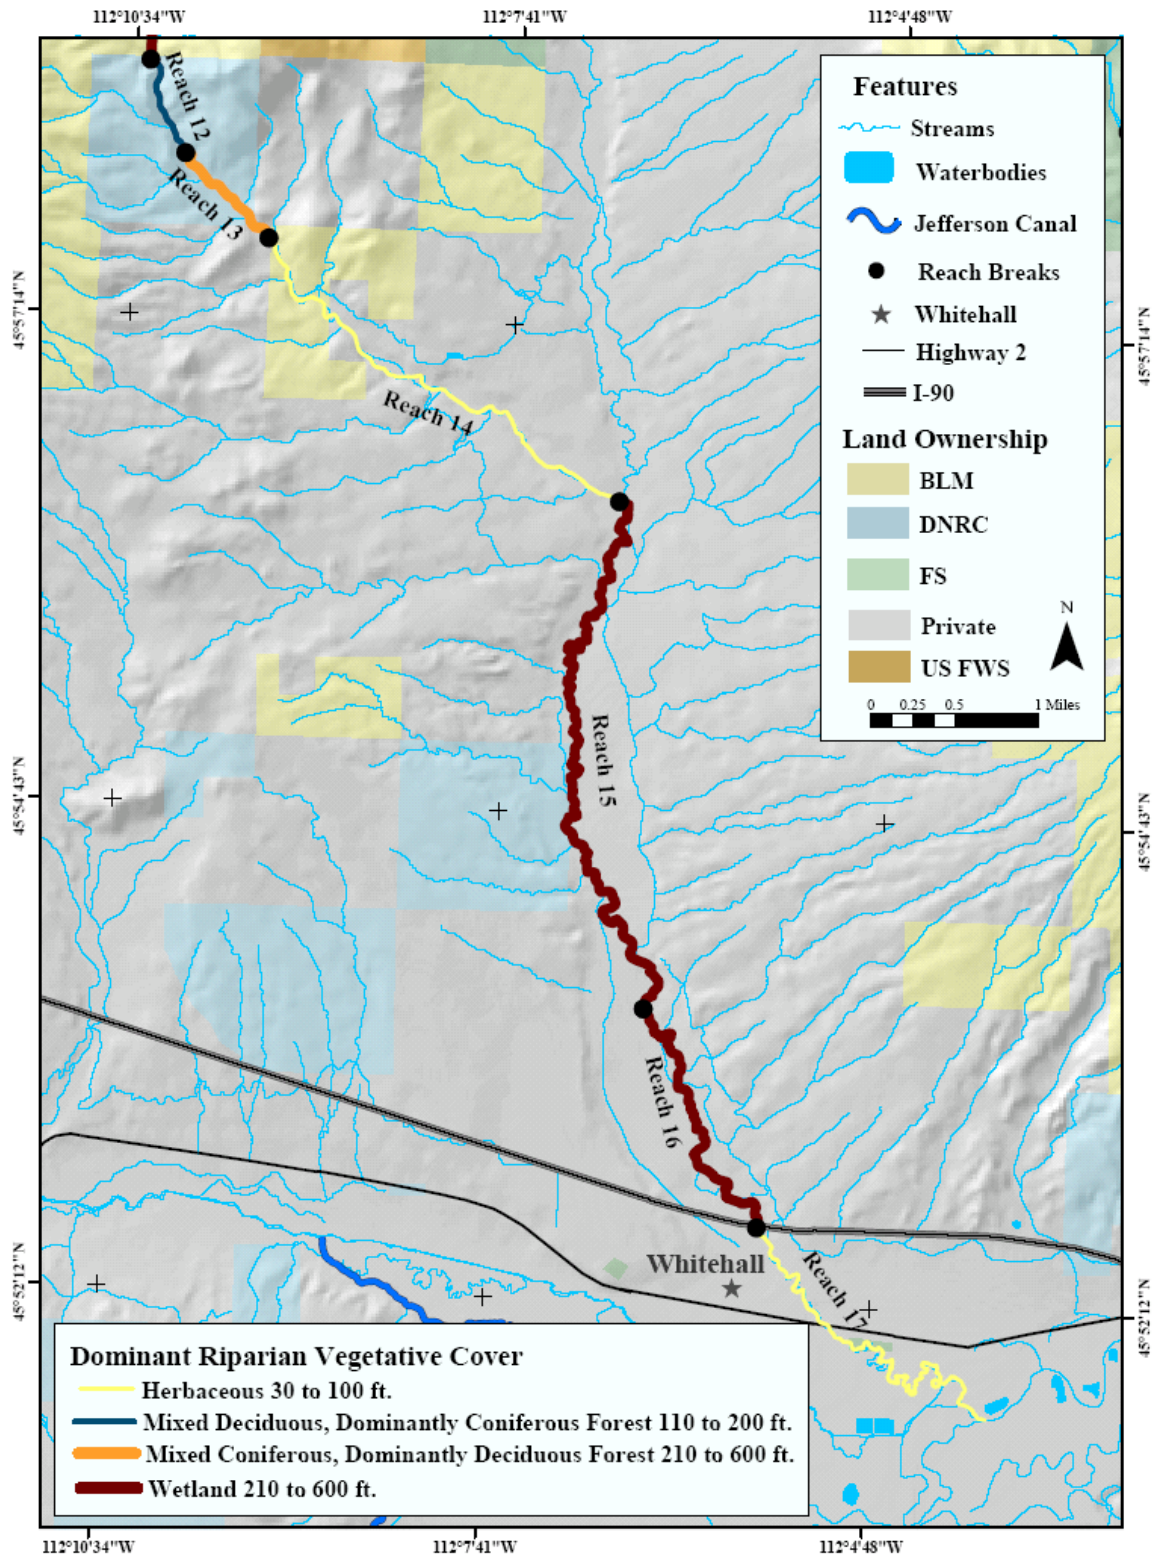 112°10'34"W
112°7'41"W
112°4'48"W
Reach 12
Reach 13
Reach 14
Reach 15
Reach 16
Reach 17
Whitehall
45°57'14"N
45°54'43"N
45°52'12"N
45°57'14"N
45°54'43"N
45°52'12"N
Features
Streams
Waterbodies
Jefferson Canal
Reach Breaks
Whitehall
Highway 2
I-90
Land Ownership
BLM
DNRC
FS
Private
US FWS
N
0 0.25 0.5 1 Miles
Dominant Riparian Vegetative Cover
Herbaceous 30 to 100 ft.
Mixed Deciduous, Dominantly Coniferous Forest 110 to 200 ft.
Mixed Coniferous, Dominantly Deciduous Forest 210 to 600 ft.
Wetland 210 to 600 ft.
112°10'34"W
112°7'41"W
112°4'48"W